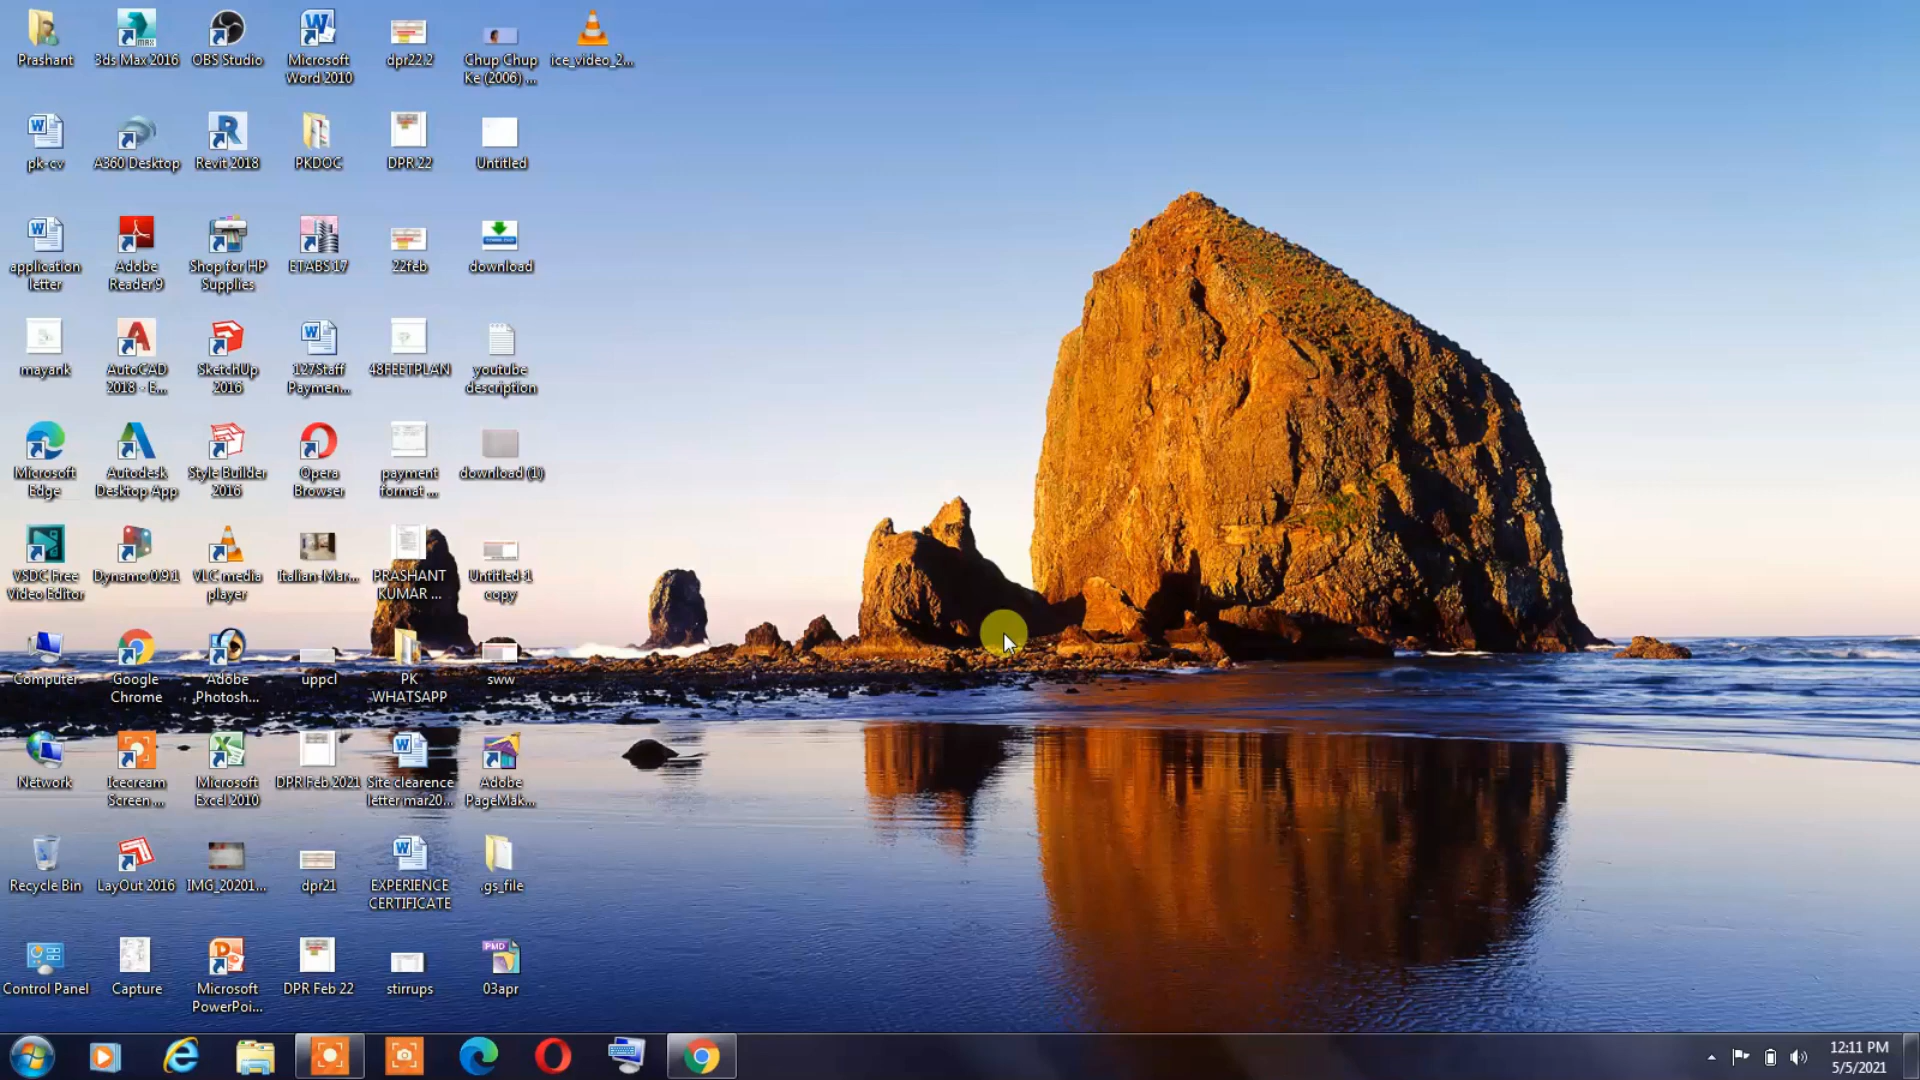 Prashant
3ds Max 2016
OBS Studio
Microsoft
Word 2010
dpr22.2
Chup Chup
Ke (2006) ...
ice_video_2...
pk-cv
A360 Desktop
Revit 2018
PKDOC
DPR 22
Untitled
application
letter
Adobe
Reader 9
Shop for HP
Supplies
ETABS 17
22feb
download
mayank
AutoCAD
2018 - E...
SketchUp
2016
127Staff
Paymen...
48FEETPLAN
youtube
description
Microsoft
Edge
Autodesk
Desktop App
Style Builder
2016
Opera
Browser
payment
format ...
download (1)
VSDC Free
Video Editor
Dynamo 0.9.1
VLC media
player
Italian-Mar...
PRASHANT
KUMAR ...
Untitled-1
copy
Computer
Google
Chrome
Adobe
Photosh...
uppcl
PK
WHATSAPP
sww
Network
Icecream
Screen ...
Microsoft
Excel 2010
DPR Feb 2021
Site clearence
letter mar20...
Adobe
PageMak...
Recycle Bin
LayOut 2016
IMG_20201...
dpr21
EXPERIENCE
CERTIFICATE
.gs_file
Control Panel
Capture
Microsoft
PowerPoi...
DPR Feb 22
stirrups
PMD
03apr
12:11 PM
5/5/2021